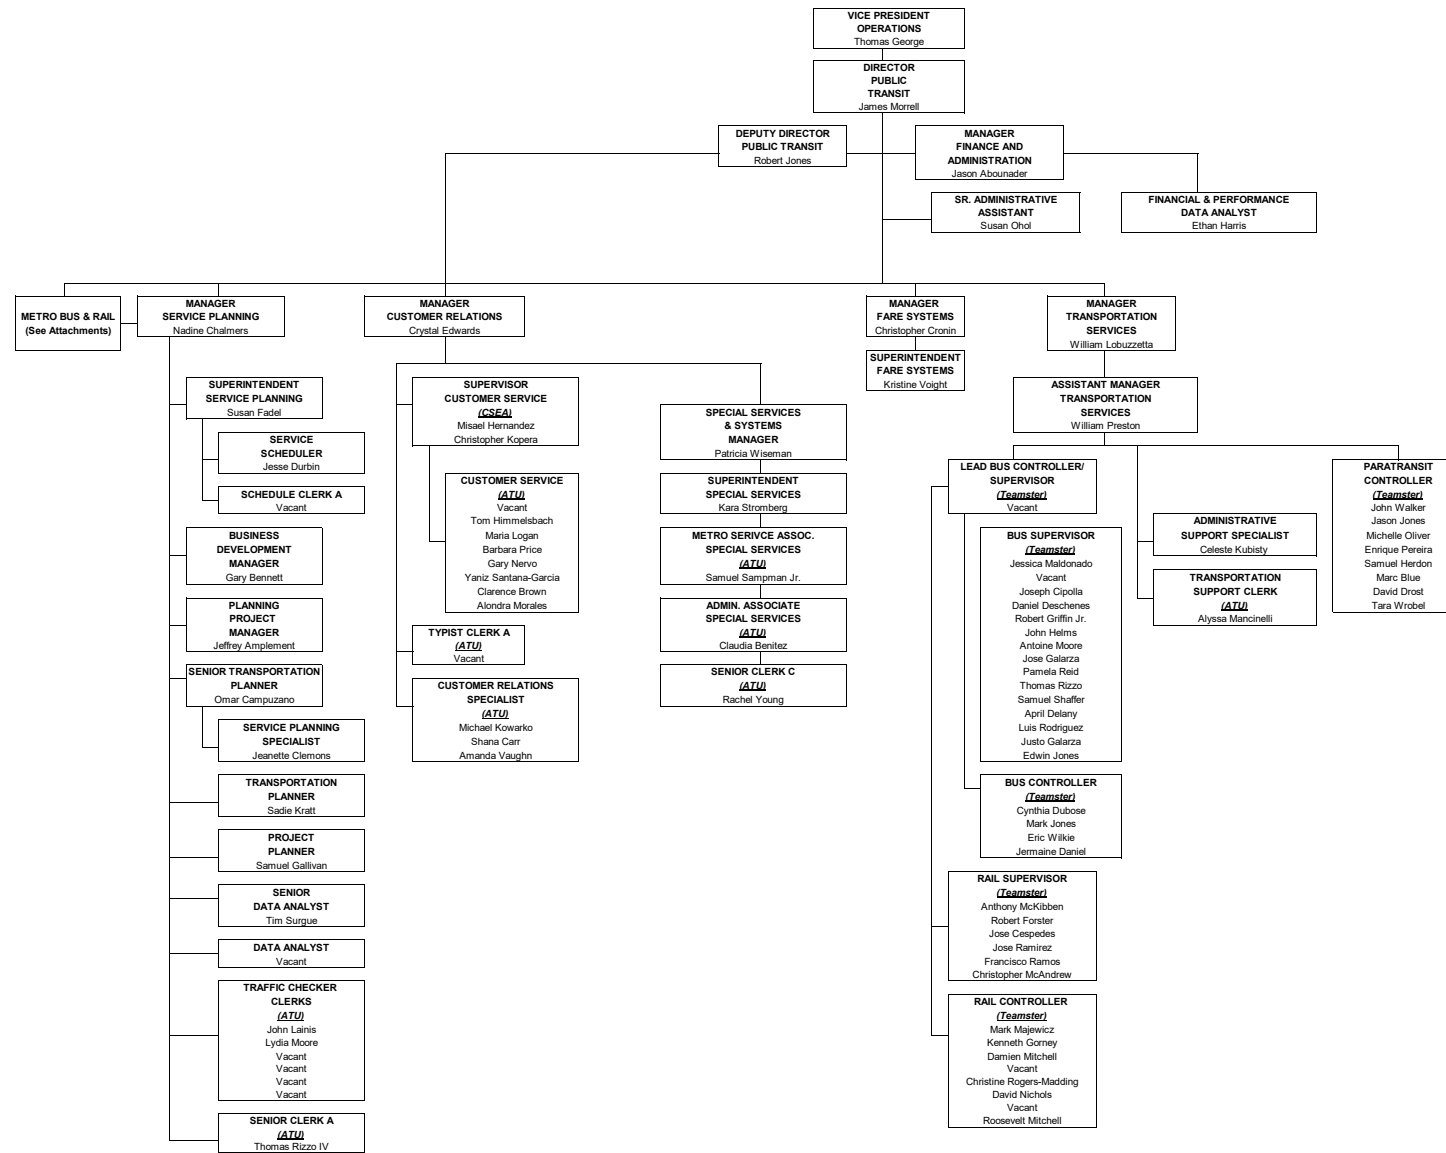 VICE PRESIDENT
OPERATIONS
Thomas George
DIRECTOR
PUBLIC
TRANSIT
James Morrell
DEPUTY DIRECTOR
PUBLIC TRANSIT
Robert Jones
MANAGER
FINANCE AND
ADMINISTRATION
Jason Abounader
SR. ADMINISTRATIVE
ASSISTANT
Susan Ohol
FINANCIAL & PERFORMANCE
DATA ANALYST
Ethan Harris
METRO BUS & RAIL
(See Attachments)
MANAGER
SERVICE PLANNING
Nadine Chalmers
SUPERINTENDENT
SERVICE PLANNING
Susan Fadel
SERVICE
SCHEDULER
Jesse Durbin
SCHEDULE CLERK A
Vacant
BUSINESS
DEVELOPMENT
MANAGER
Gary Bennett
PLANNING
PROJECT
MANAGER
Jeffrey Amplement
SENIOR TRANSPORTATION
PLANNER
Omar Campuzano
SERVICE PLANNING
SPECIALIST
Jeanette Clemons
TRANSPORTATION
PLANNER
Sadie Kratt
PROJECT
PLANNER
Samuel Gallivan
SENIOR
DATA ANALYST
Tim Surgue
DATA ANALYST
Vacant
TRAFFIC CHECKER
CLERKS
(ATU)
John Lainis
Lydia Moore
Vacant
Vacant
Vacant
Vacant
SENIOR CLERK A
(ATU)
Thomas Rizzo IV
MANAGER
CUSTOMER RELATIONS
Crystal Edwards
SUPERVISOR
CUSTOMER SERVICE
(CSEA)
Misael Hernandez
Christopher Kopera
CUSTOMER SERVICE
(ATU)
Vacant
Tom Himmelsbach
Maria Logan
Barbara Price
Gary Nervo
Yaniz Santana-Garcia
Clarence Brown
Alondra Morales
TYPIST CLERK A
(ATU)
Vacant
CUSTOMER RELATIONS
SPECIALIST
(ATU)
Michael Kowarko
Shana Carr
Amanda Vaughn
SPECIAL SERVICES
& SYSTEMS
MANAGER
Patricia Wiseman
SUPERINTENDENT
SPECIAL SERVICES
Kara Stromberg
METRO SERIVCE ASSOC.
SPECIAL SERVICES
(ATU)
Samuel Sampman Jr.
ADMIN. ASSOCIATE
SPECIAL SERVICES
(ATU)
Claudia Benitez
SENIOR CLERK C
(ATU)
Rachel Young
MANAGER
FARE SYSTEMS
Christopher Cronin
SUPERINTENDENT
FARE SYSTEMS
Kristine Voight
MANAGER
TRANSPORTATION
SERVICES
William Lobuzzetta
ASSISTANT MANAGER
TRANSPORTATION
SERVICES
William Preston
LEAD BUS CONTROLLER/
SUPERVISOR
(Teamster)
Vacant
BUS SUPERVISOR
(Teamster)
Jessica Maldonado
Vacant
Joseph Cipolla
Daniel Deschenes
Robert Griffin Jr.
John Helms
Antoine Moore
Jose Galarza
Pamela Reid
Thomas Rizzo
Samuel Shaffer
April Delany
Luis Rodriguez
Justo Galarza
Edwin Jones
BUS CONTROLLER
(Teamster)
Cynthia Dubose
Mark Jones
Eric Wilkie
Jermaine Daniel
RAIL SUPERVISOR
(Teamster)
Anthony McKibben
Robert Forster
Jose Cespedes
Jose Ramirez
Francisco Ramos
Christopher McAndrew
RAIL CONTROLLER
(Teamster)
Mark Majewicz
Kenneth Gorney
Damien Mitchell
Vacant
Christine Rogers-Madding
David Nichols
Vacant
Roosevelt Mitchell
ADMINISTRATIVE
SUPPORT SPECIALIST
Celeste Kubisty
TRANSPORTATION
SUPPORT CLERK
(ATU)
Alyssa Mancinelli
PARATRANSIT
CONTROLLER
(Teamster)
John Walker
Jason Jones
Michelle Oliver
Enrique Pereira
Samuel Herdon
Marc Blue
David Drost
Tara Wrobel